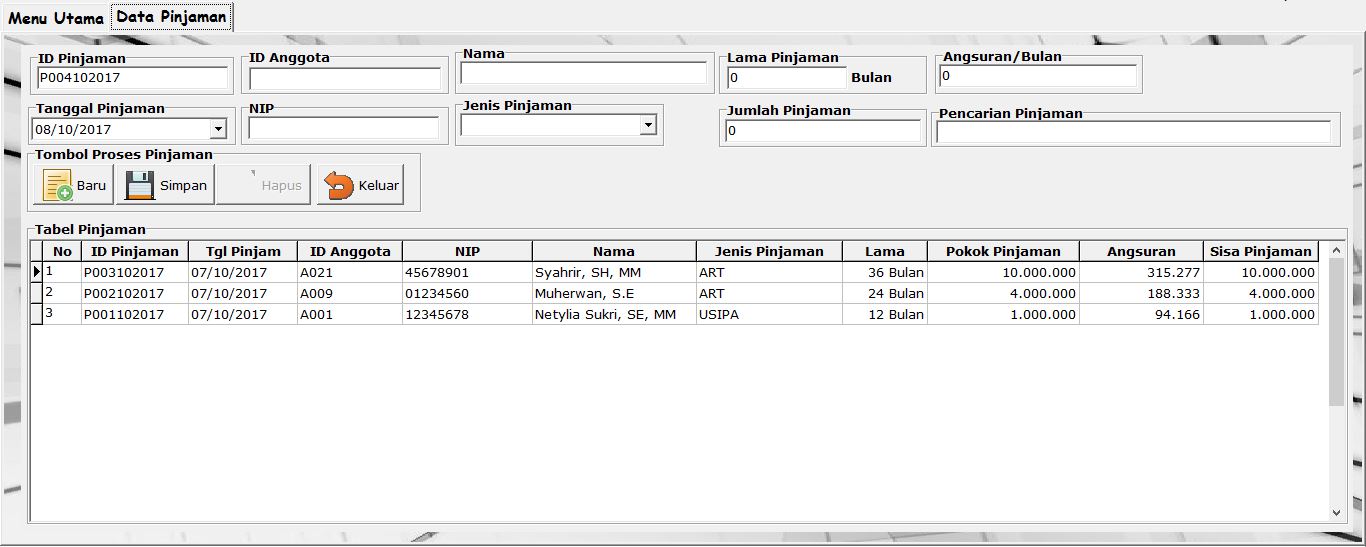 Menu Utama Data Pinjaman
ID Pinjaman ID Anggota Nama Lama Pinjaman Angsuran/Bulan
P004102017 0 Bulan 0
Tanggal Pinjaman NIP Jenis Pinjaman Jumlah Pinjaman Pencarian Pinjaman
08/10/2017 0
Tombol Proses Pinjaman
Baru Simpan Hapus Keluar
Tabel Pinjaman
No ID Pinjaman Tgl Pinjam ID Anggota NIP Nama Jenis Pinjaman Lama Pokok Pinjaman Angsuran Sisa Pinjaman
1 P003102017 07/10/2017 A021 45678901 Syahrir, SH, MM ART 36 Bulan 10.000.000 315.277 10.000.000
2 P002102017 07/10/2017 A009 01234560 Muherwan, S.E ART 24 Bulan 4.000.000 188.333 4.000.000
3 P001102017 07/10/2017 A001 12345678 Netylia Sukri, SE, MM USIPA 12 Bulan 1.000.000 94.166 1.000.000